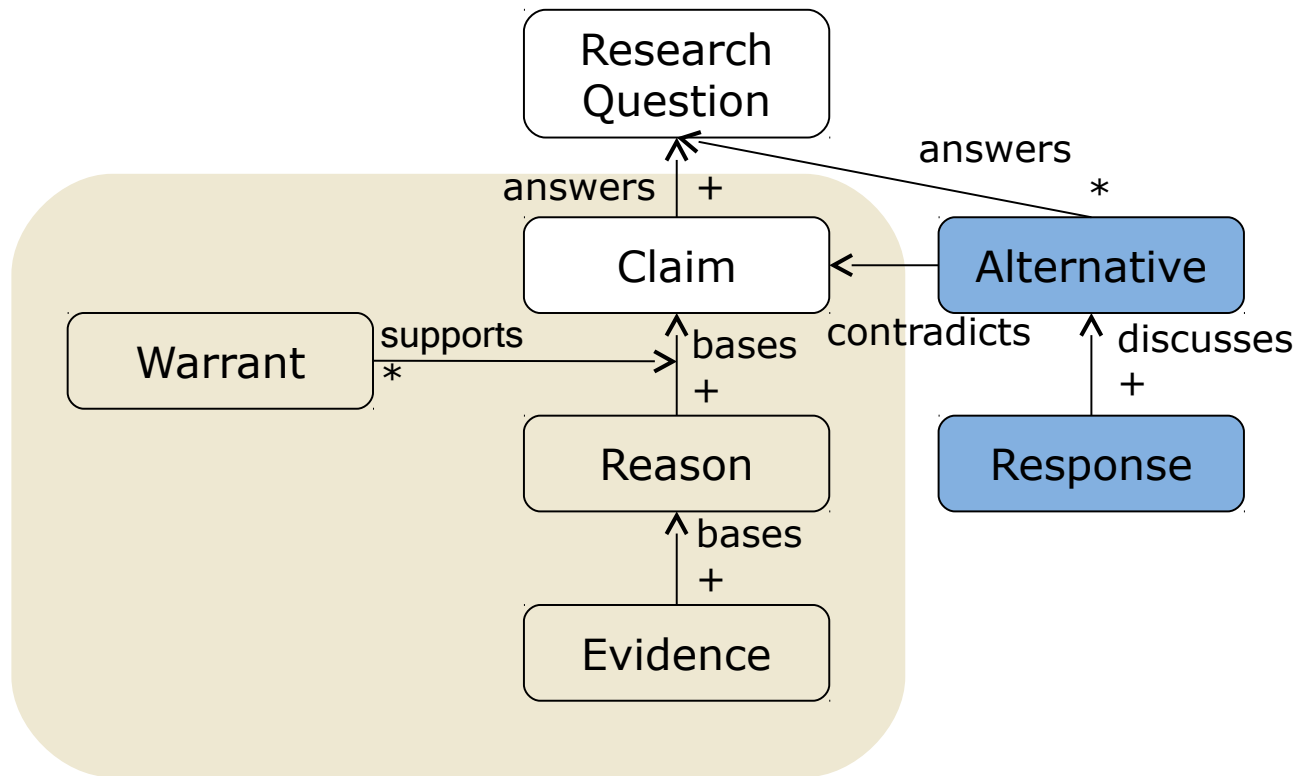 Research
Question
answers
*
answers
+
Claim
Alternative
contradicts
Warrant
supports
*
bases
+
discusses
+
Reason
Response
bases
+
Evidence